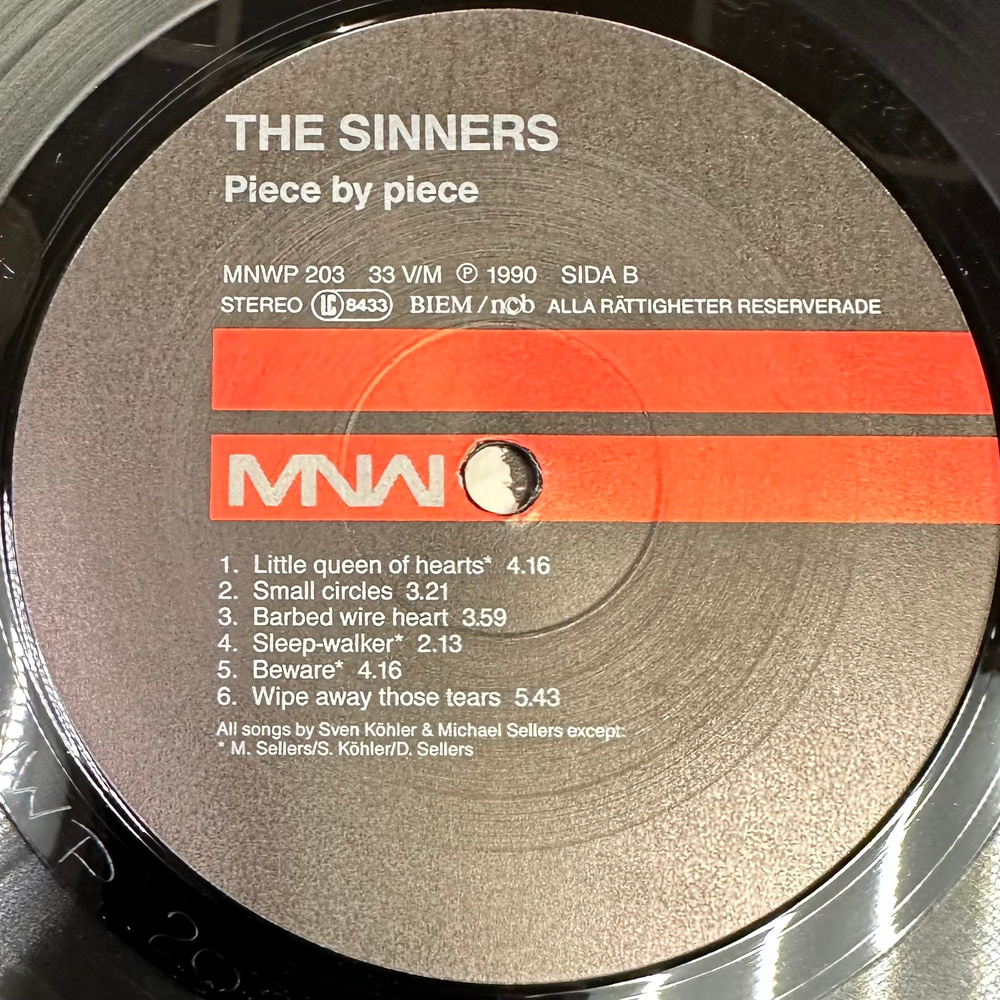 THE SINNERS
Piece by piece
MNWP 203 33 V/M Ⓟ 1990 SIDA B
STEREO LC 8433 BIEM / ncb ALLA RÄTTIGHETER RESERVERADE
MNW
1. Little queen of hearts* 4.16
2. Small circles 3.21
3. Barbed wire heart 3.59
4. Sleep-walker* 2.13
5. Beware* 4.16
6. Wipe away those tears 5.43
All songs by Sven Köhler & Michael Sellers except:
* M. Sellers/S. Köhler/D. Sellers